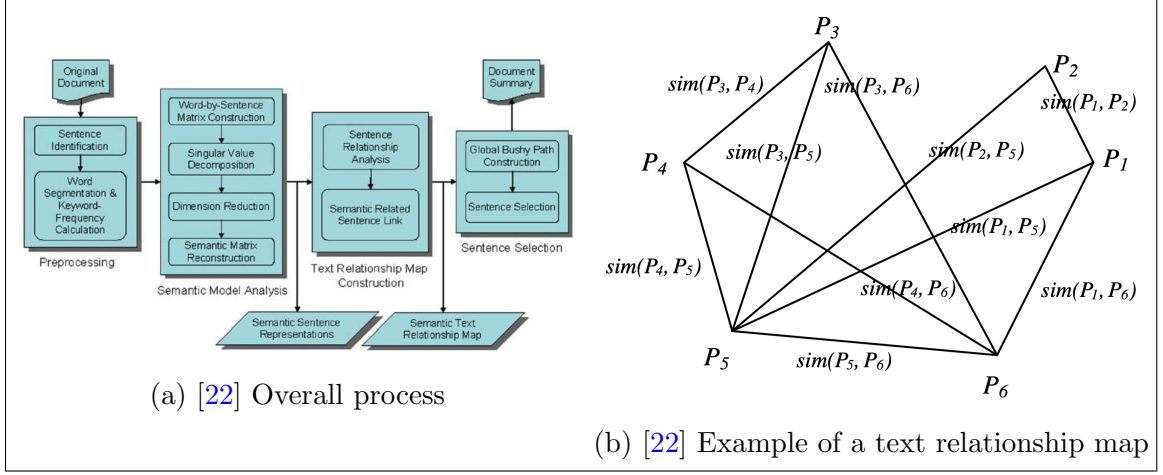 Original
Document
Sentence
Identification
Word
Segmentation &
Keyword-
Frequency
Calculation
Preprocessing
Word-by-Sentence
Matrix Construction
Singular Value
Decomposition
Dimension Reduction
Semantic Matrix
Reconstruction
Semantic Model Analysis
Sentence
Relationship
Analysis
Semantic Related
Sentence Link
Text Relationship Map
Construction
Document
Summary
Global Bushy Path
Construction
Sentence Selection
Sentence Selection
Semantic Sentence
Representations
Semantic Text
Relationship Map
(a) [22] Overall process
P3
P2
sim(P3, P4)
sim(P3, P6)
sim(P1, P2)
P4
sim(P3, P5)
sim(P2, P5)
P1
sim(P1, P5)
sim(P4, P5)
sim(P4, P6)
sim(P1, P6)
P5
sim(P5, P6)
P6
(b) [22] Example of a text relationship map